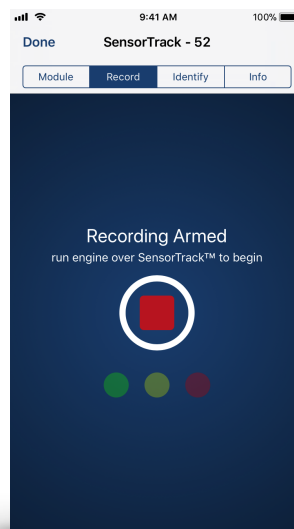 9:41 AM
100%
Done
SensorTrack - 52
Module
Record
Identify
Info
Recording Armed
run engine over SensorTrack™ to begin